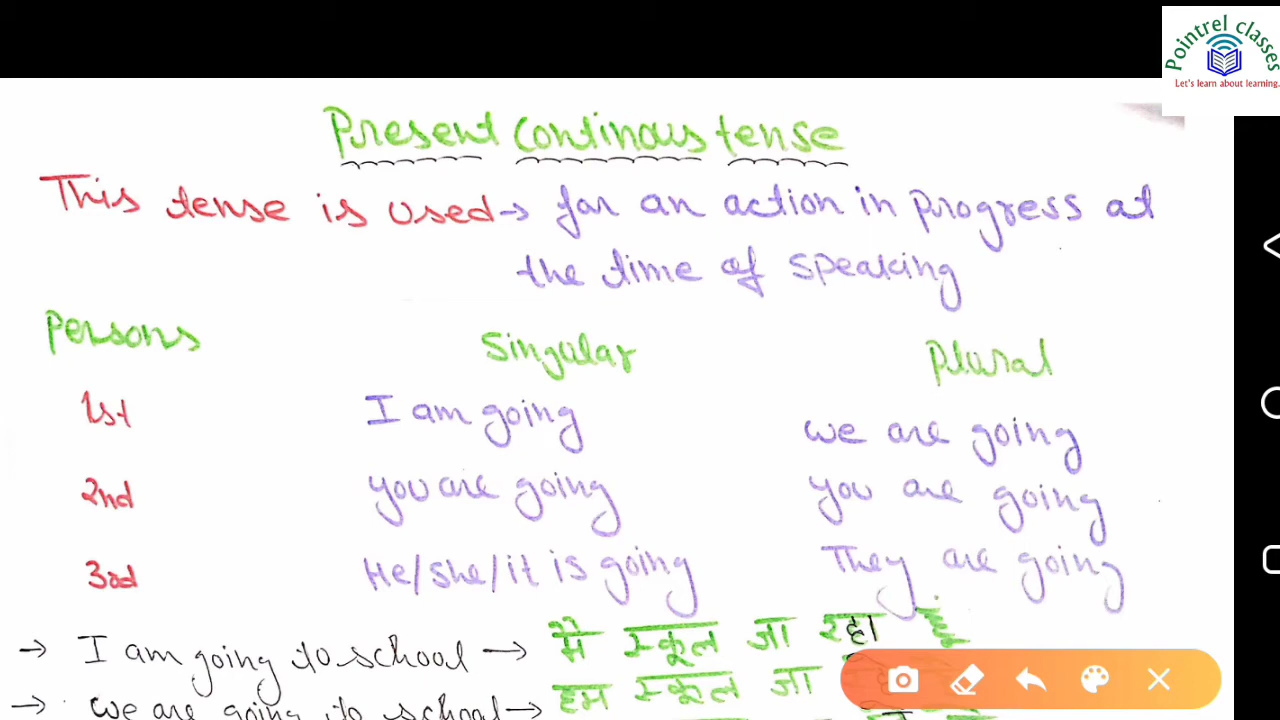 Pointrel classes
Let's learn about learning.
Present continous tense
This tense is used → for an action in progress at
the time of speaking
Persons Singular Plural
1st I am going we are going
2nd you are going you are going
3rd He/she/it is going They are going
→ I am going to school → मै स्कूल जा रहा हूं
→ we are going to school → हम स्कूल जा